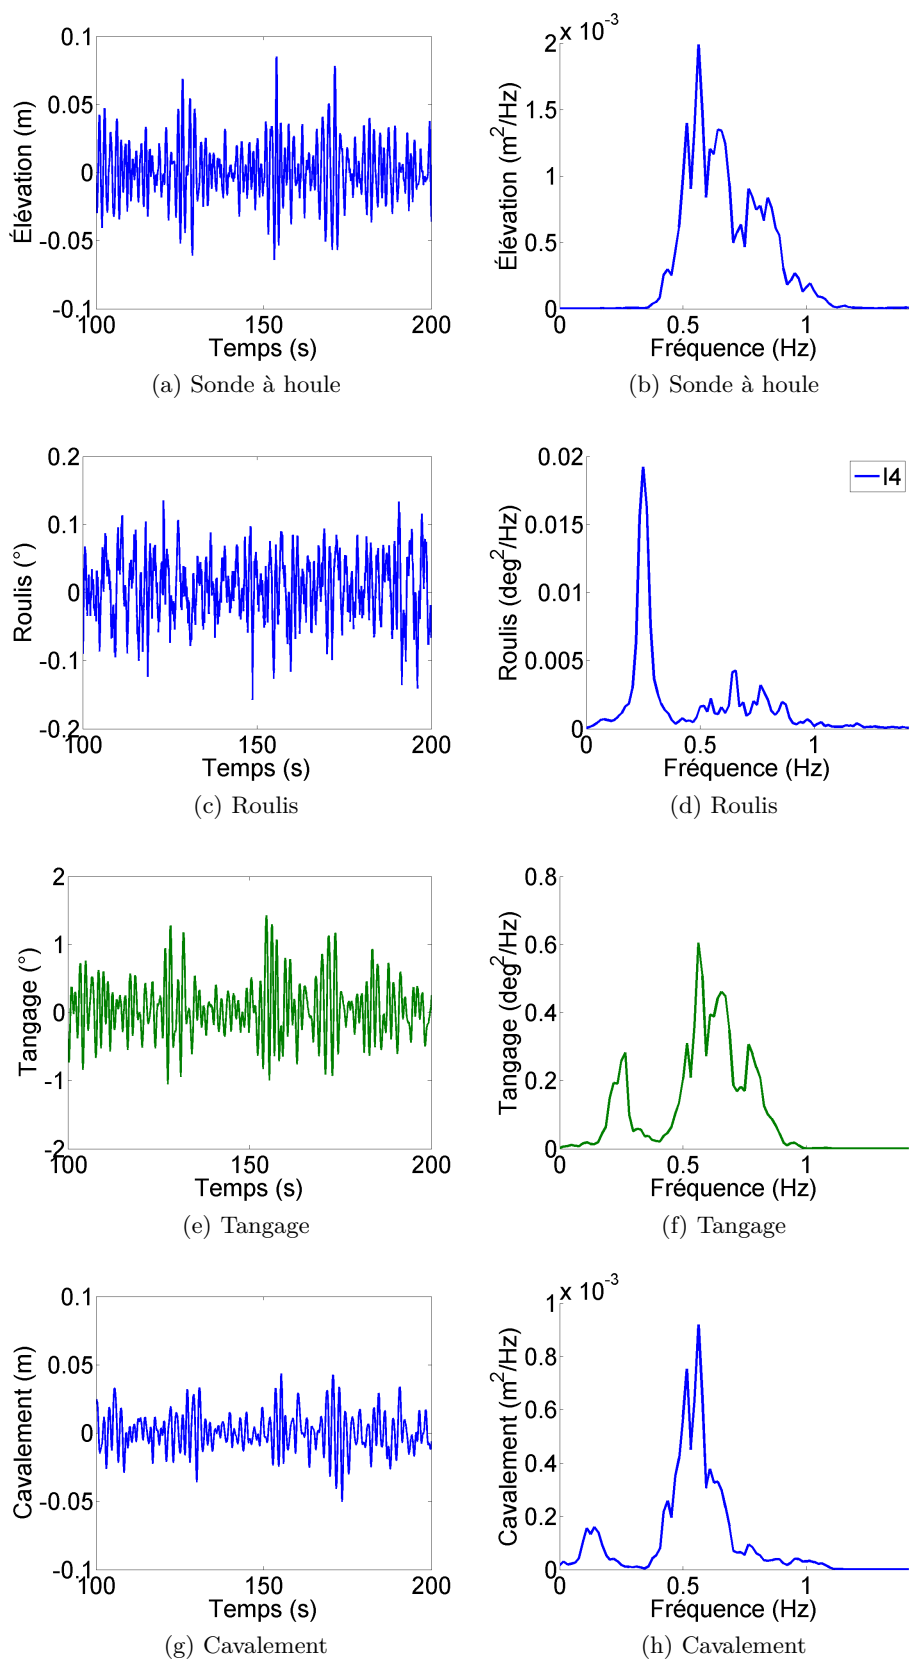 0.1
0.05
0
-0.05
-0.1
100
150
200
Élévation (m)
Temps (s)
(a) Sonde à houle
x 10^-3
2
1.5
1
0.5
0
0
0.5
1
Élévation (m²/Hz)
Fréquence (Hz)
(b) Sonde à houle
0.2
0.1
0
-0.1
-0.2
100
150
200
Roulis (°)
Temps (s)
(c) Roulis
0.02
0.015
0.01
0.005
0
0
0.5
1
I4
Roulis (deg²/Hz)
Fréquence (Hz)
(d) Roulis
2
1
0
-1
-2
100
150
200
Tangage (°)
Temps (s)
(e) Tangage
0.8
0.6
0.4
0.2
0
0
0.5
1
Tangage (deg²/Hz)
Fréquence (Hz)
(f) Tangage
0.1
0.05
0
-0.05
-0.1
100
150
200
Cavalement (m)
Temps (s)
(g) Cavalement
x 10^-3
1
0.8
0.6
0.4
0.2
0
0
0.5
1
Cavalement (m²/Hz)
Fréquence (Hz)
(h) Cavalement